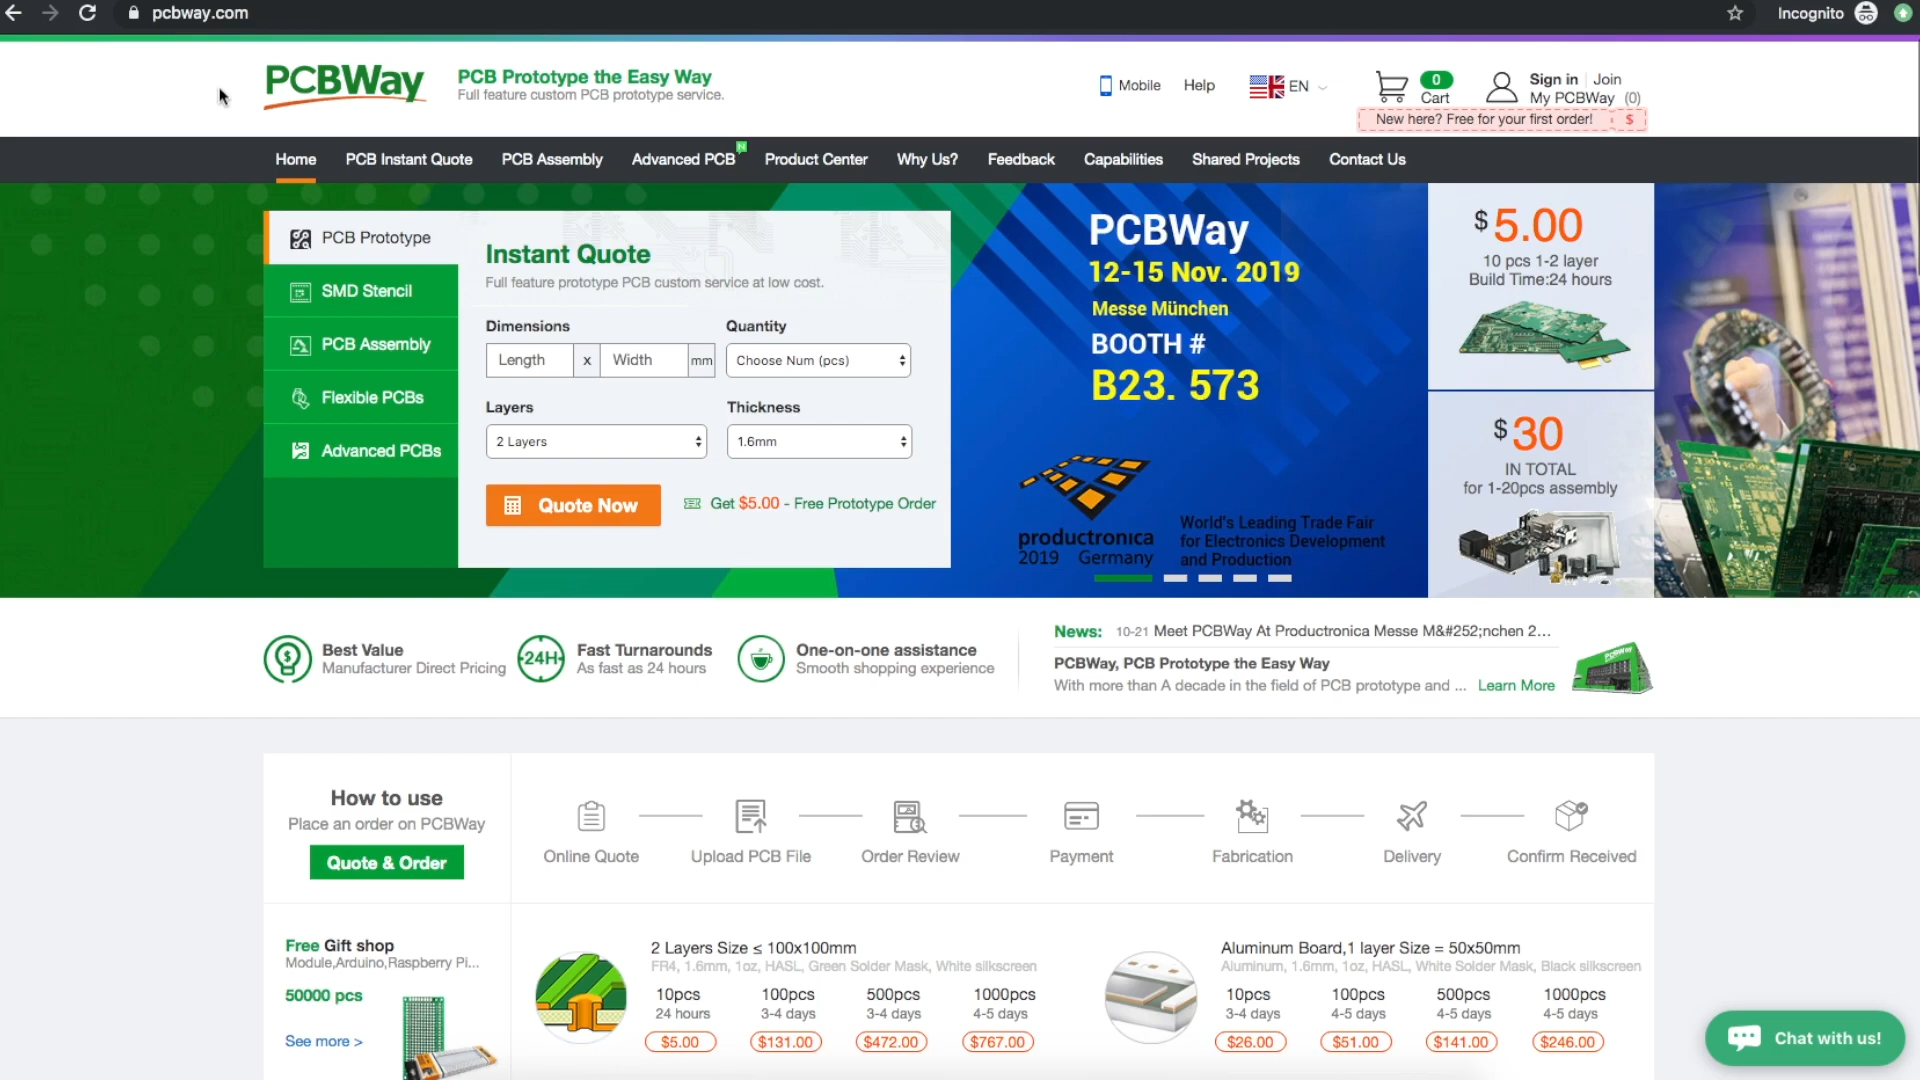 pcbway.com
Incognito
PCBWay
PCB Prototype the Easy Way
Full feature custom PCB prototype service.
Mobile
Help
EN
0
Cart
Sign in
Join
My PCBWay (0)
New here? Free for your first order! $
Home
PCB Instant Quote
PCB Assembly
Advanced PCB
N
Product Center
Why Us?
Feedback
Capabilities
Shared Projects
Contact Us
PCB Prototype
SMD Stencil
PCB Assembly
Flexible PCBs
Advanced PCBs
Instant Quote
Full feature prototype PCB custom service at low cost.
Dimensions
Quantity
Length x Width mm
Choose Num (pcs)
Layers
Thickness
2 Layers
1.6mm
Quote Now
Get $5.00 - Free Prototype Order
PCBWay
12-15 Nov. 2019
Messe München
BOOTH #
B23. 573
productronica
2019 Germany
World's Leading Trade Fair
for Electronics Development
and Production
$5.00
10 pcs 1-2 layer
Build Time:24 hours
$30
IN TOTAL
for 1-20pcs assembly
Best Value
Manufacturer Direct Pricing
24H
Fast Turnarounds
As fast as 24 hours
One-on-one assistance
Smooth shopping experience
News: 10-21 Meet PCBWay At Productronica Messe M&#252;nchen 2...
PCBWay, PCB Prototype the Easy Way
With more than A decade in the field of PCB prototype and ... Learn More
PCBWay
How to use
Place an order on PCBWay
Quote & Order
Online Quote
Upload PCB File
Order Review
Payment
Fabrication
Delivery
Confirm Received
Free Gift shop
Module,Arduino,Raspberry Pi...
50000 pcs
See more >
2 Layers Size ≤ 100x100mm
FR4, 1.6mm, 1oz, HASL, Green Solder Mask, White silkscreen
10pcs 100pcs 500pcs 1000pcs
24 hours 3-4 days 3-4 days 4-5 days
$5.00 $131.00 $472.00 $767.00
Aluminum Board,1 layer Size = 50x50mm
Aluminum, 1.6mm, 1oz, HASL, White Solder Mask, Black silkscreen
10pcs 100pcs 500pcs 1000pcs
3-4 days 4-5 days 4-5 days 4-5 days
$26.00 $51.00 $141.00 $246.00
Chat with us!